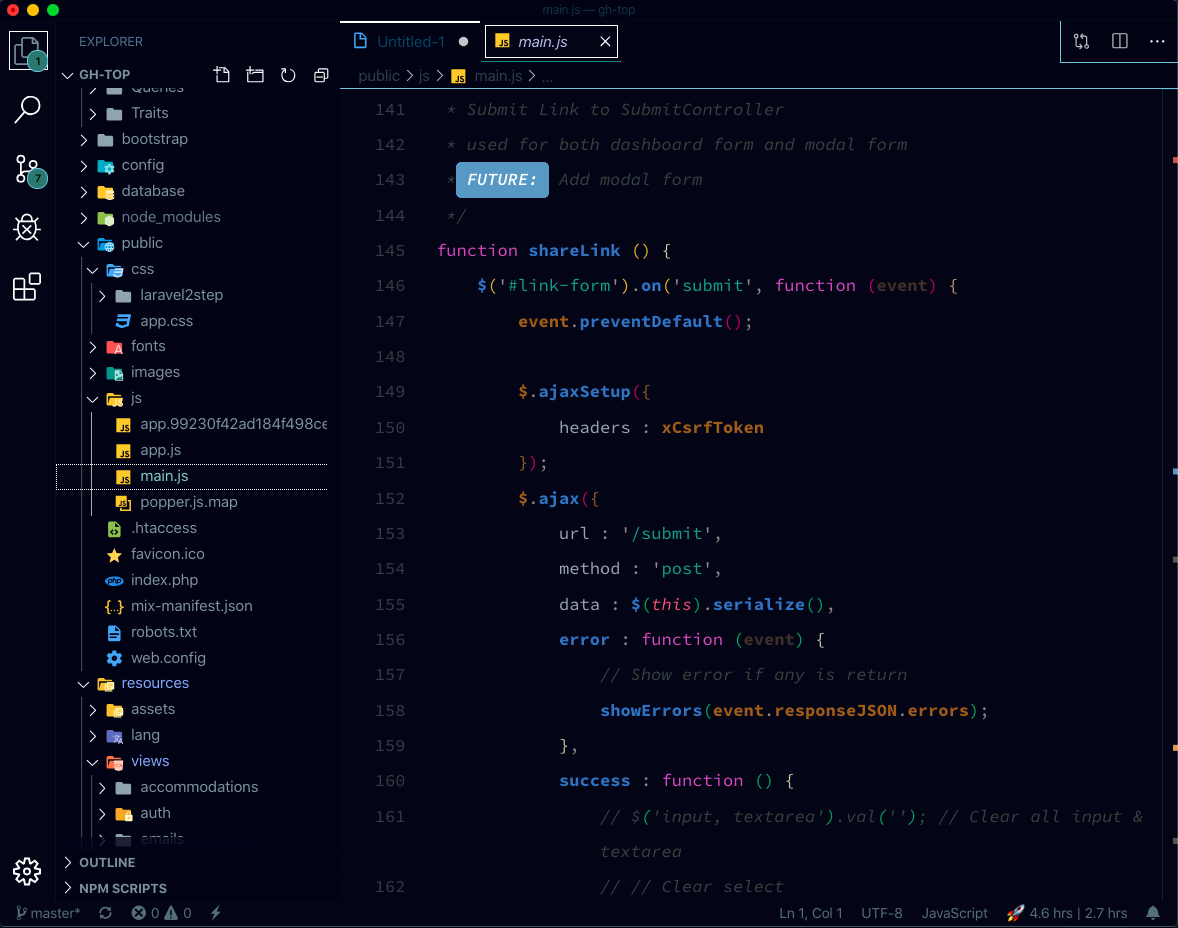 main.js — gh-top
EXPLORER
Untitled-1
JS main.js
1
GH-TOP
public > js > JS main.js > ...
Queries
Traits
bootstrap
config
database
node_modules
public
css
laravel2step
app.css
fonts
images
js
JS app.99230f42ad184f498ce
JS app.js
JS main.js
JS popper.js.map
.htaccess
favicon.ico
php index.php
{..} mix-manifest.json
robots.txt
web.config
resources
assets
lang
views
accommodations
auth
emails
OUTLINE
NPM SCRIPTS
7
141 * Submit Link to SubmitController
142 * used for both dashboard form and modal form
143 * FUTURE: Add modal form
144 */
145 function shareLink () {
146 $('#link-form').on('submit', function (event) {
147 event.preventDefault();
148
149 $.ajaxSetup({
150 headers : xCsrfToken
151 });
152 $.ajax({
153 url : '/submit',
154 method : 'post',
155 data : $(this).serialize(),
156 error : function (event) {
157 // Show error if any is return
158 showErrors(event.responseJSON.errors);
159 },
160 success : function () {
161 // $('input, textarea').val(''); // Clear all input &
textarea
162 // // Clear select
master* 0 0 Ln 1, Col 1 UTF-8 JavaScript 🚀 4.6 hrs | 2.7 hrs